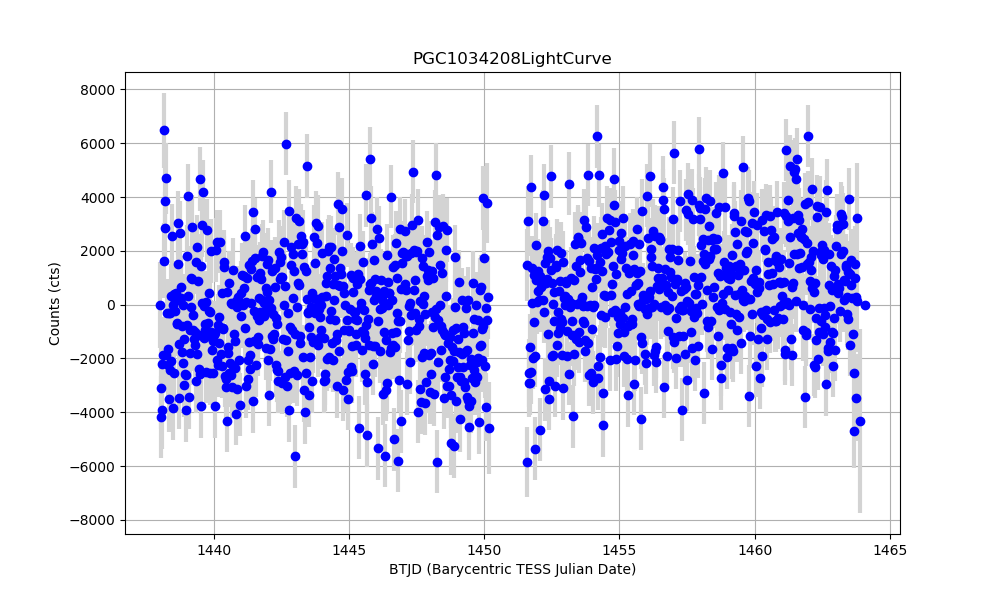 PGC1034208LightCurve
8000
6000
4000
2000
0
−2000
−4000
−6000
−8000
Counts (cts)
1440 1445 1450 1455 1460 1465
BTJD (Barycentric TESS Julian Date)